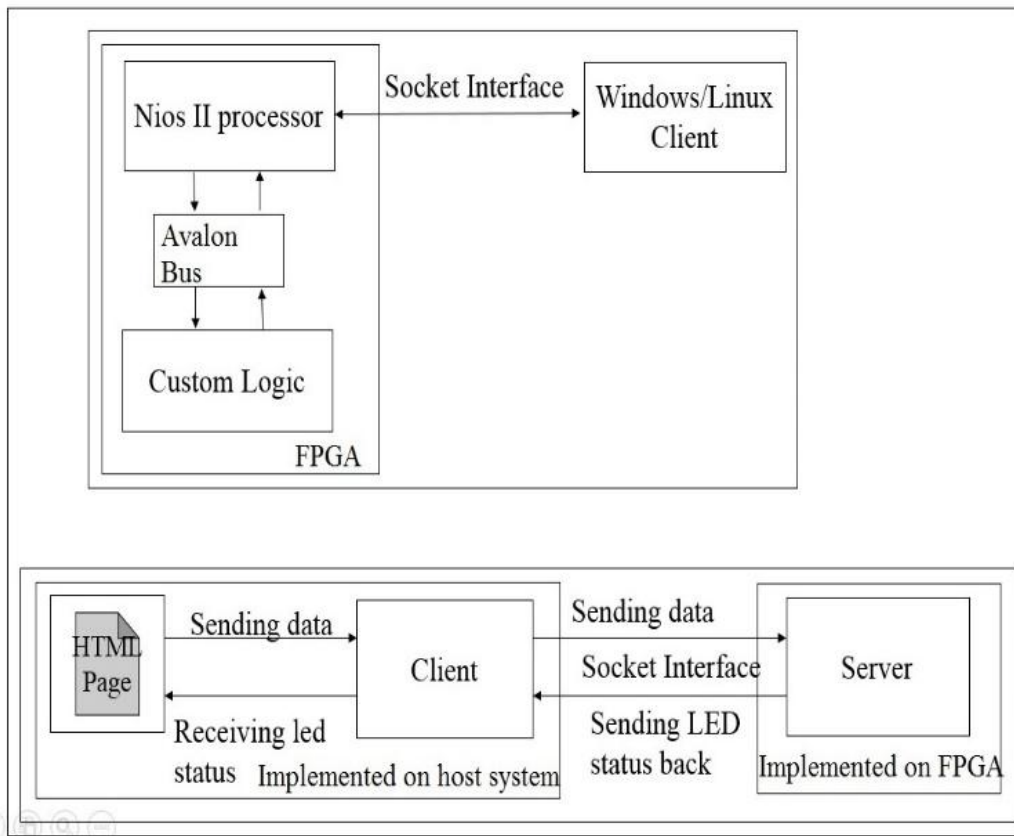 Nios II processor
Socket Interface
Windows/Linux
Client
Avalon
Bus
Custom Logic
FPGA
HTML
Page
Sending data
Receiving led
status
Client
Implemented on host system
Sending data
Socket Interface
Sending LED
status back
Server
Implemented on FPGA